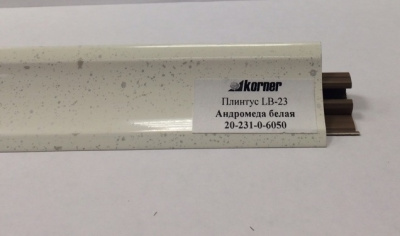 korner
Плинтус LB-23
Андромеда белая
20-231-0-6050